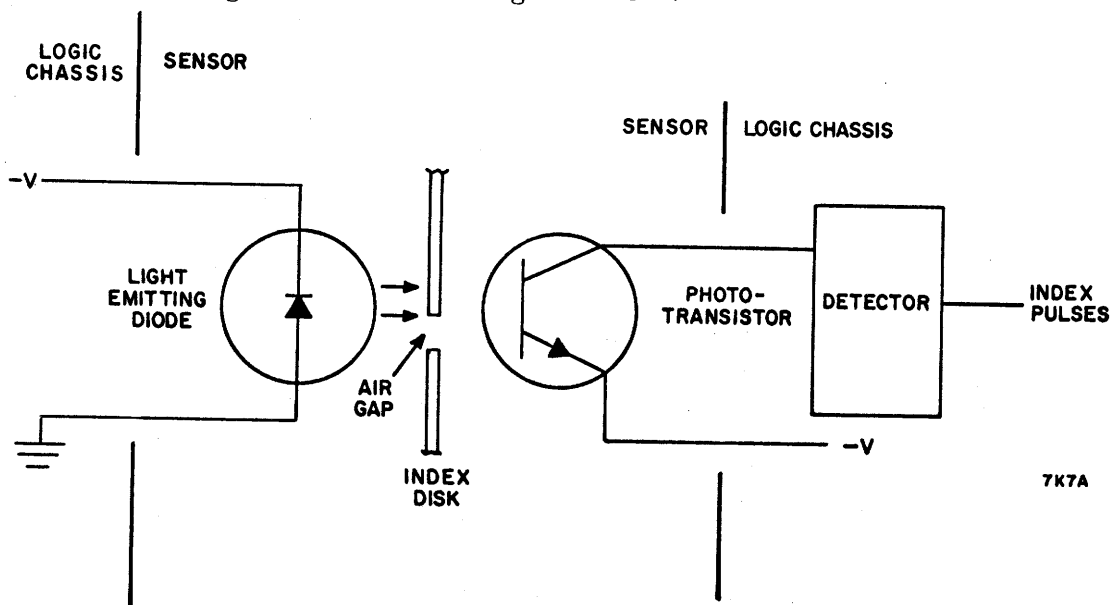 LOGIC
CHASSIS
SENSOR
SENSOR
LOGIC CHASSIS
-V
LIGHT
EMITTING
DIODE
AIR
GAP
INDEX
DISK
PHOTO-
TRANSISTOR
DETECTOR
INDEX
PULSES
-V
7K7A